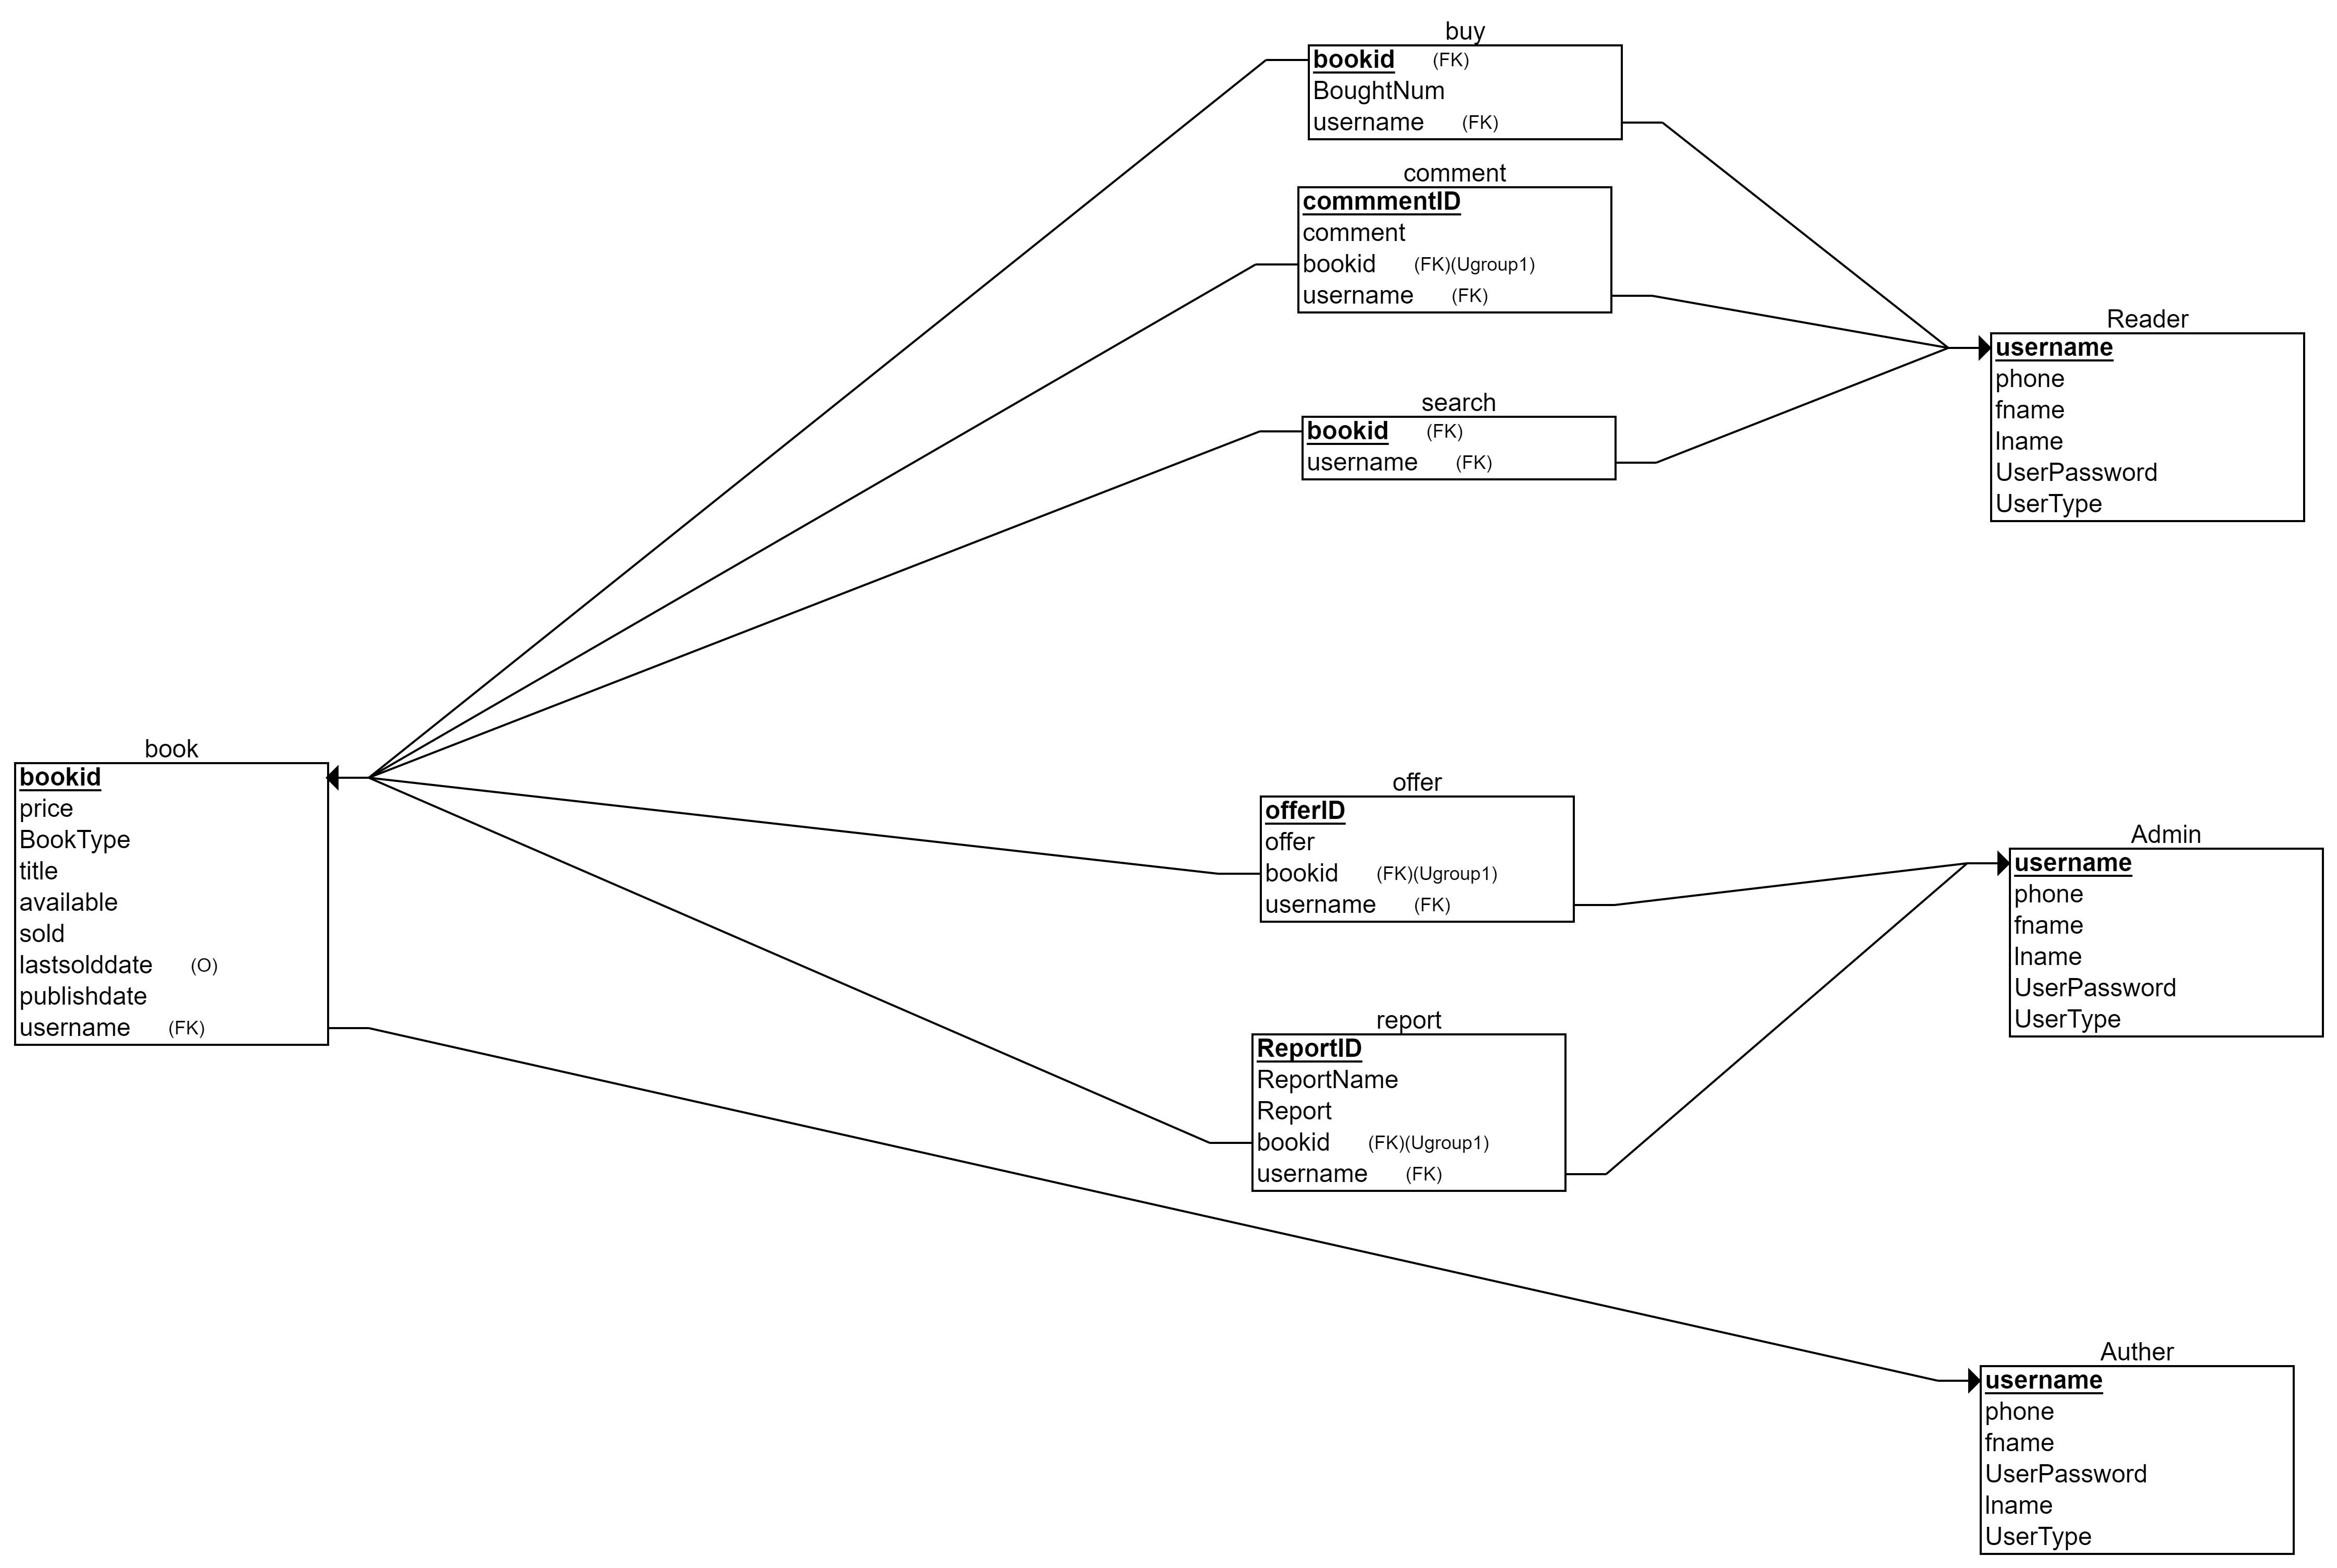 buy
bookid (FK)
BoughtNum
username (FK)
comment
commmentID
comment
bookid (FK)(Ugroup1)
username (FK)
search
bookid (FK)
username (FK)
Reader
username
phone
fname
lname
UserPassword
UserType
book
bookid
price
BookType
title
available
sold
lastsolddate (O)
publishdate
username (FK)
offer
offerID
offer
bookid (FK)(Ugroup1)
username (FK)
report
ReportID
ReportName
Report
bookid (FK)(Ugroup1)
username (FK)
Admin
username
phone
fname
lname
UserPassword
UserType
Auther
username
phone
fname
UserPassword
lname
UserType